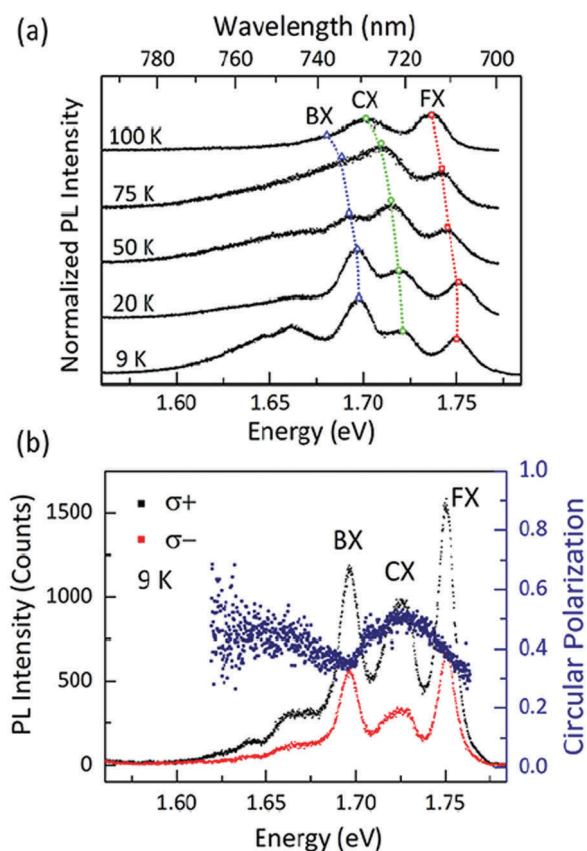 (a)
Wavelength (nm)
780 760 740 720 700
BX CX FX
100 K
75 K
50 K
20 K
9 K
Normalized PL Intensity
1.60 1.65 1.70 1.75
Energy (eV)
(b)
σ+
σ−
9 K
BX
CX
FX
1500
1000
500
0
PL Intensity (Counts)
1.0
0.8
0.6
0.4
0.2
0.0
Circular Polarization
1.60 1.65 1.70 1.75
Energy (eV)